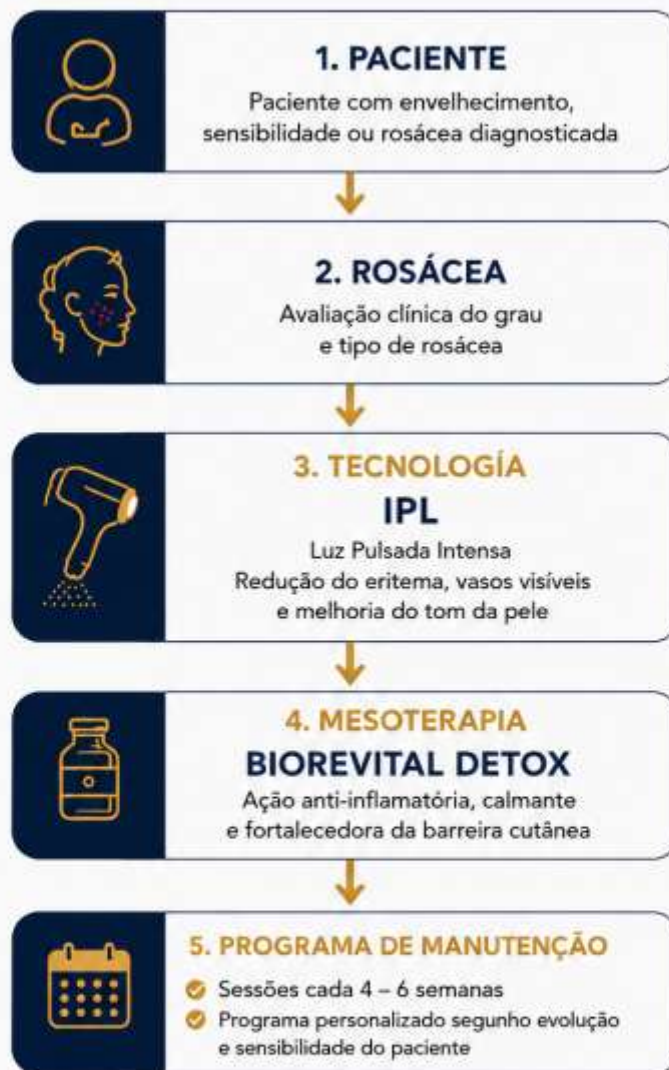 1. PACIENTE
Paciente com envelhecimento,
sensibilidade ou rosácea diagnosticada
2. ROSÁCEA
Avaliação clínica do grau
e tipo de rosácea
3. TECNOLOGÍA
IPL
Luz Pulsada Intensa
Redução do eritema, vasos visíveis
e melhoria do tom da pele
4. MESOTERAPIA
BIOREVITAL DETOX
Ação anti-inflamatória, calmante
e fortalecedora da barreira cutânea
5. PROGRAMA DE MANUTENÇÃO
Sessões cada 4 – 6 semanas
Programa personalizado segunho evolução
e sensibilidade do paciente